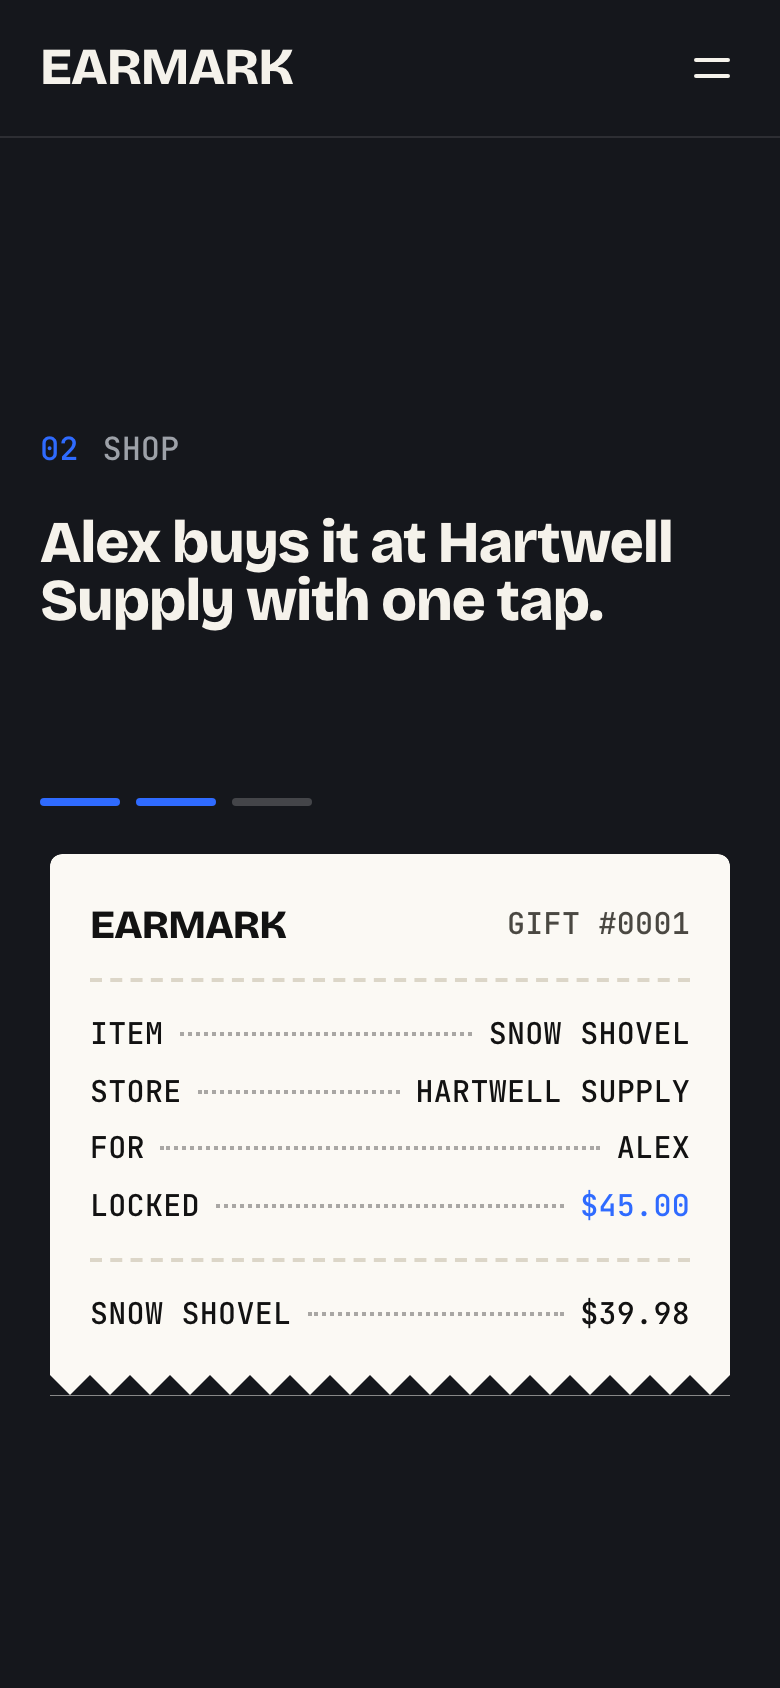 EARMARK
02 SHOP
Alex buys it at Hartwell
Supply with one tap.
EARMARK GIFT #0001
ITEM SNOW SHOVEL
STORE HARTWELL SUPPLY
FOR ALEX
LOCKED $45.00
SNOW SHOVEL $39.98